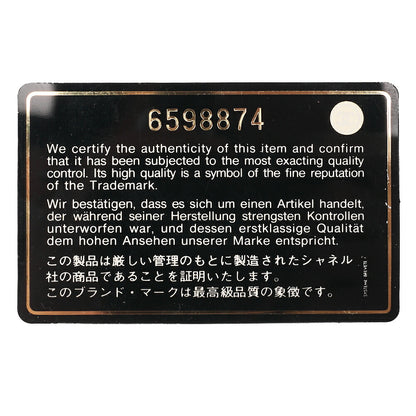 6598874
We certify the authenticity of this item and confirm
that it has been subjected to the most exacting quality
control. Its high quality is a symbol of the fine reputation
of the Trademark.
Wir bestätigen, dass es sich um einen Artikel handelt,
der während seiner Herstellung strengsten Kontrollen
unterworfen war, und dessen erstklassige Qualität
dem hohen Ansehen unserer Marke entspricht.
この製品は厳しい管理のもとに製造されたシャネル
社の商品であることを証明いたします。
このブランド・マークは最高級品質の象徴です。